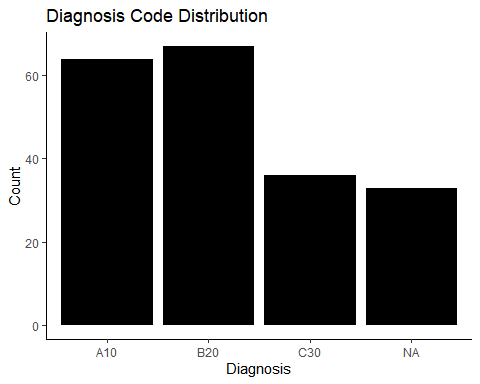 Diagnosis Code Distribution
Count
60
40
20
0
A10 B20 C30 NA
Diagnosis